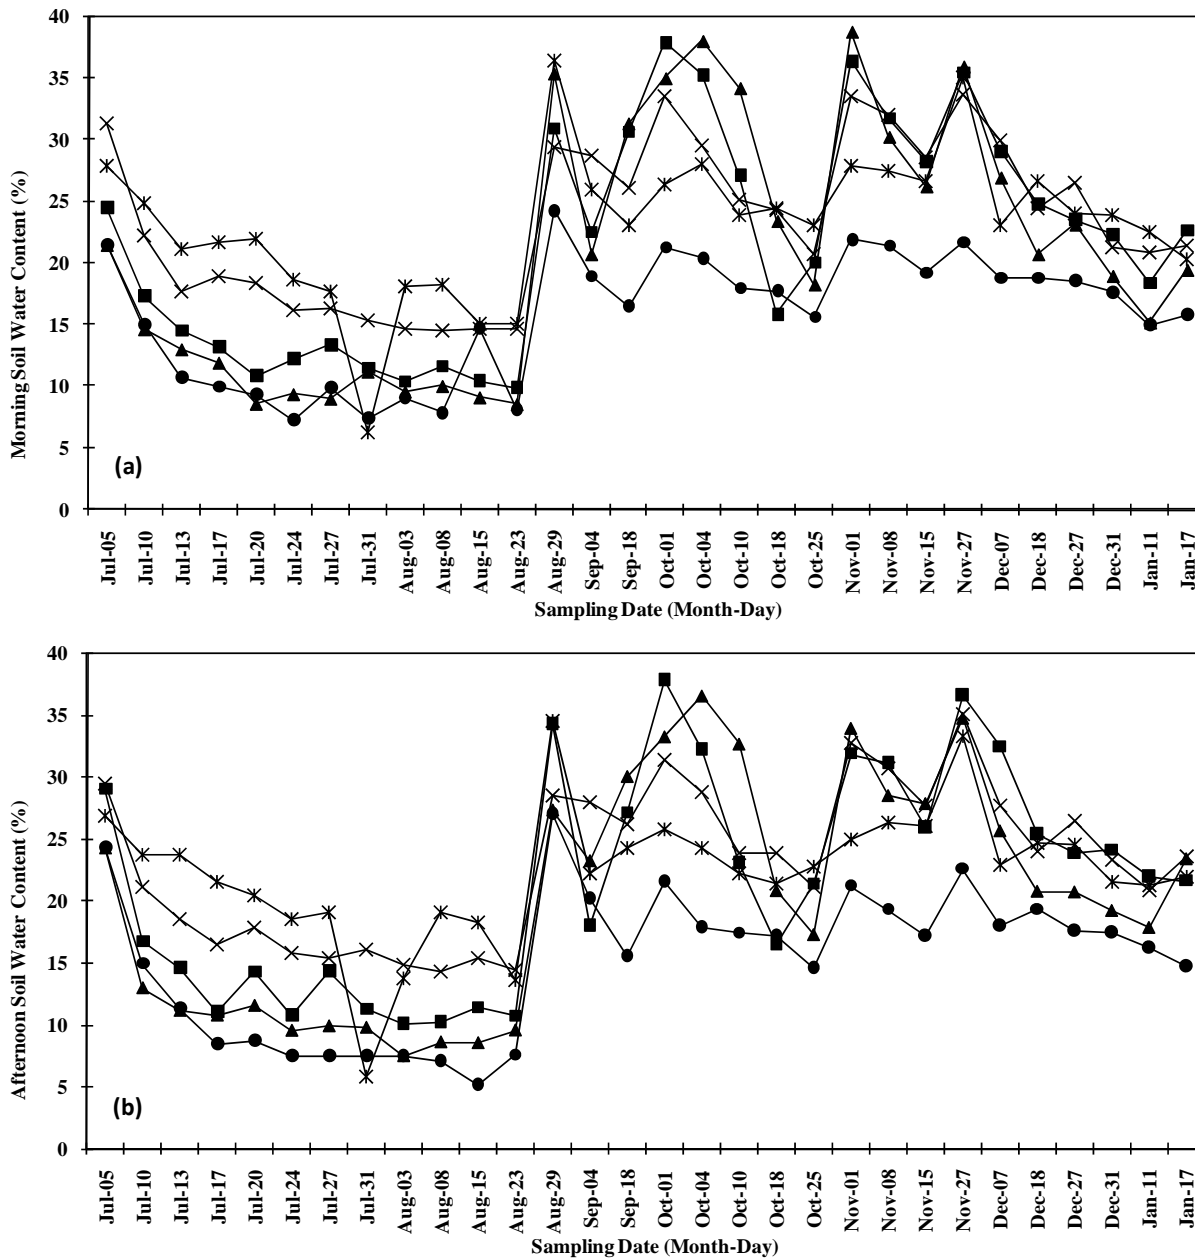 (a)
40
35
30
25
20
15
10
5
0
Morning Soil Water Content (%)
Jul-05
Jul-10
Jul-13
Jul-17
Jul-20
Jul-24
Jul-27
Jul-31
Aug-03
Aug-08
Aug-15
Aug-23
Aug-29
Sep-04
Sep-18
Oct-01
Oct-04
Oct-10
Oct-18
Oct-25
Nov-01
Nov-08
Nov-15
Nov-27
Dec-07
Dec-18
Dec-27
Dec-31
Jan-11
Jan-17
Sampling Date (Month-Day)
(b)
40
35
30
25
20
15
10
5
0
Afternoon Soil Water Content (%)
Jul-05
Jul-10
Jul-13
Jul-17
Jul-20
Jul-24
Jul-27
Jul-31
Aug-03
Aug-08
Aug-15
Aug-23
Aug-29
Sep-04
Sep-18
Oct-01
Oct-04
Oct-10
Oct-18
Oct-25
Nov-01
Nov-08
Nov-15
Nov-27
Dec-07
Dec-18
Dec-27
Dec-31
Jan-11
Jan-17
Sampling Date (Month-Day)